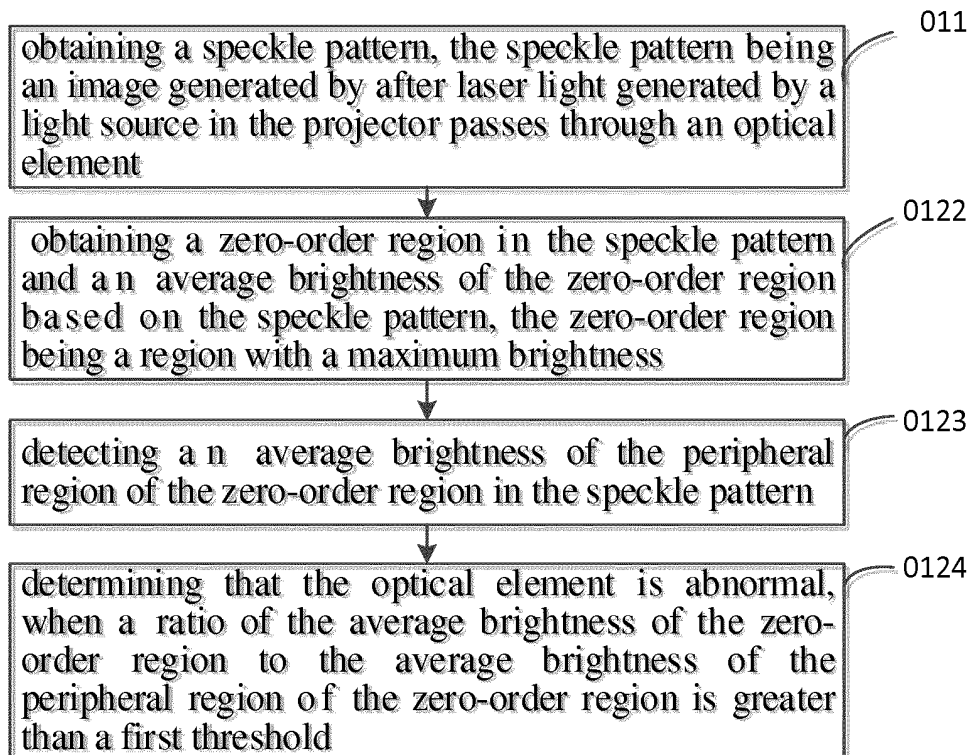 011
obtaining a speckle pattern, the speckle pattern being
an image generated by after laser light generated by a
light source in the projector passes through an optical
element
0122
obtaining a zero-order region in the speckle pattern
and an average brightness of the zero-order region
based on the speckle pattern, the zero-order region
being a region with a maximum brightness
0123
detecting an average brightness of the peripheral
region of the zero-order region in the speckle pattern
0124
determining that the optical element is abnormal,
when a ratio of the average brightness of the zero-
order region to the average brightness of the
peripheral region of the zero-order region is greater
than a first threshold